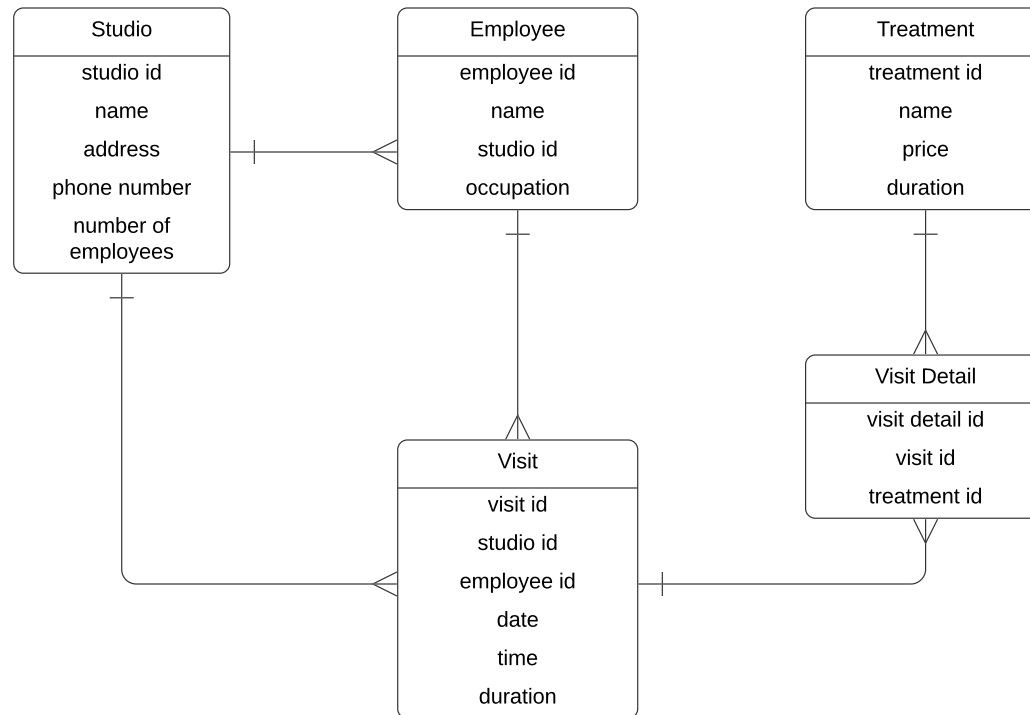 Studio
studio id
name
address
phone number
number of
employees
Employee
employee id
name
studio id
occupation
Treatment
treatment id
name
price
duration
Visit Detail
visit detail id
visit id
treatment id
Visit
visit id
studio id
employee id
date
time
duration